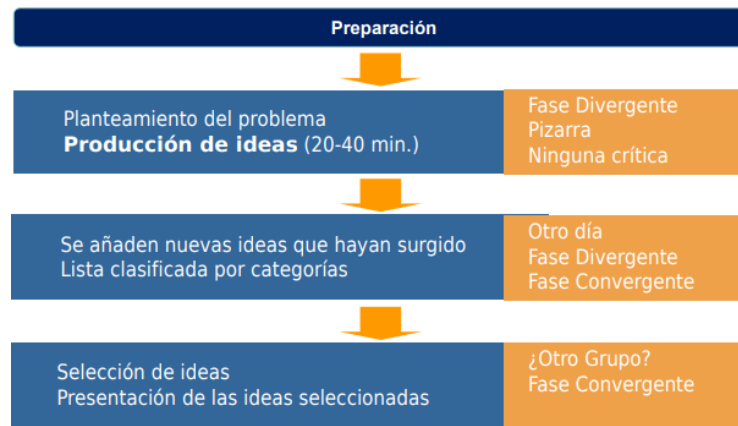 Preparación
Planteamiento del problema
Producción de ideas (20-40 min.)
Fase Divergente
Pizarra
Ninguna crítica
Se añaden nuevas ideas que hayan surgido
Lista clasificada por categorías
Otro día
Fase Divergente
Fase Convergente
Selección de ideas
Presentación de las ideas seleccionadas
¿Otro Grupo?
Fase Convergente